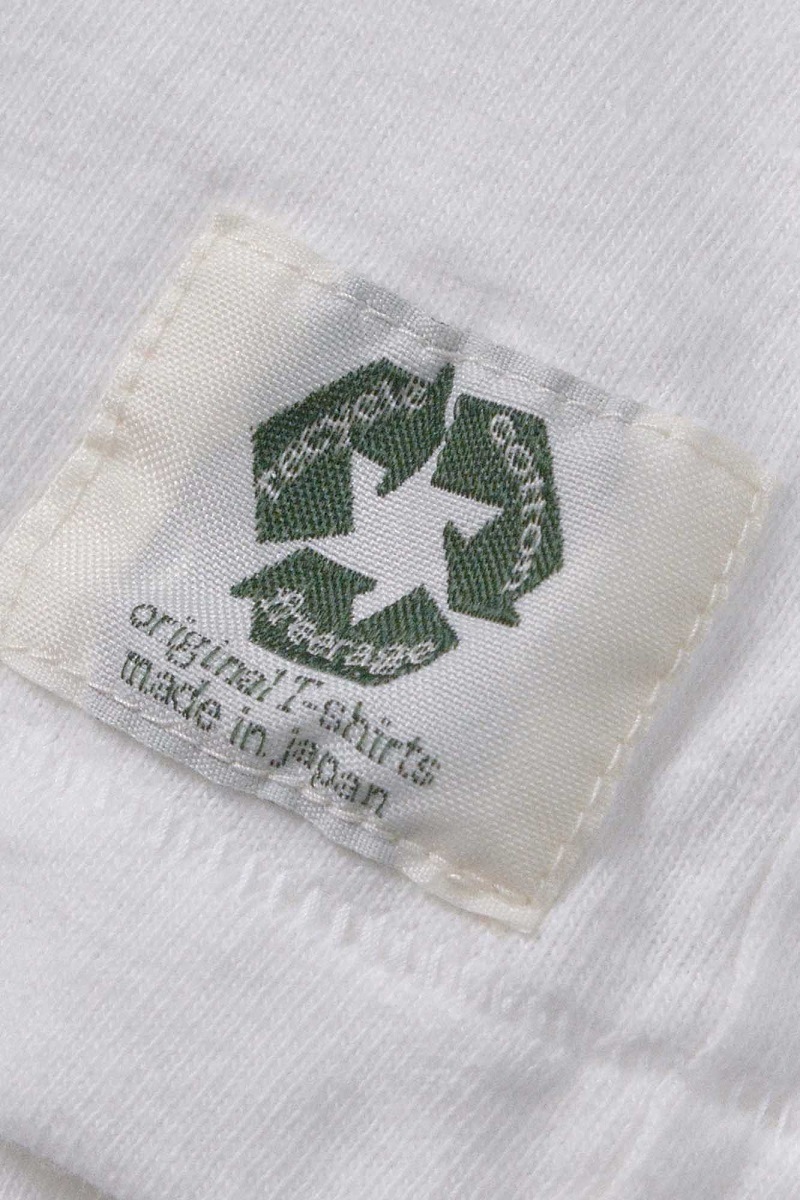 recycle
cotton
freerage
original T-shirts
made in japan